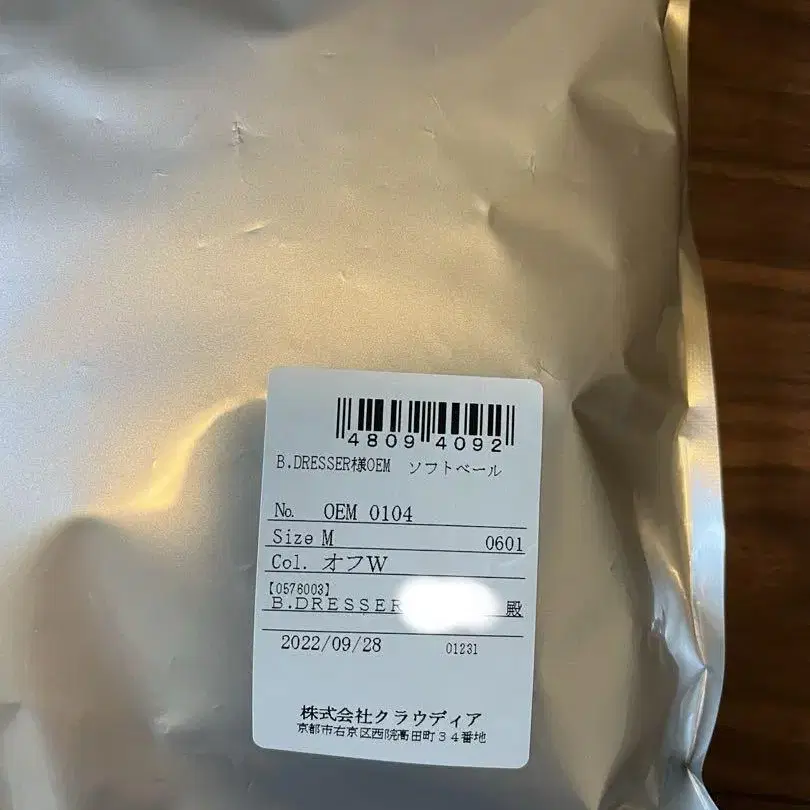 4809 4092
B.DRESSER様OEM ソフトベール
No. OEM 0104
Size M 0601
Col. オフW
【0576003】
B.DRESSER 殿
2022/09/28 01231
株式会社クラウディア
京都市右京区西院高田町34番地